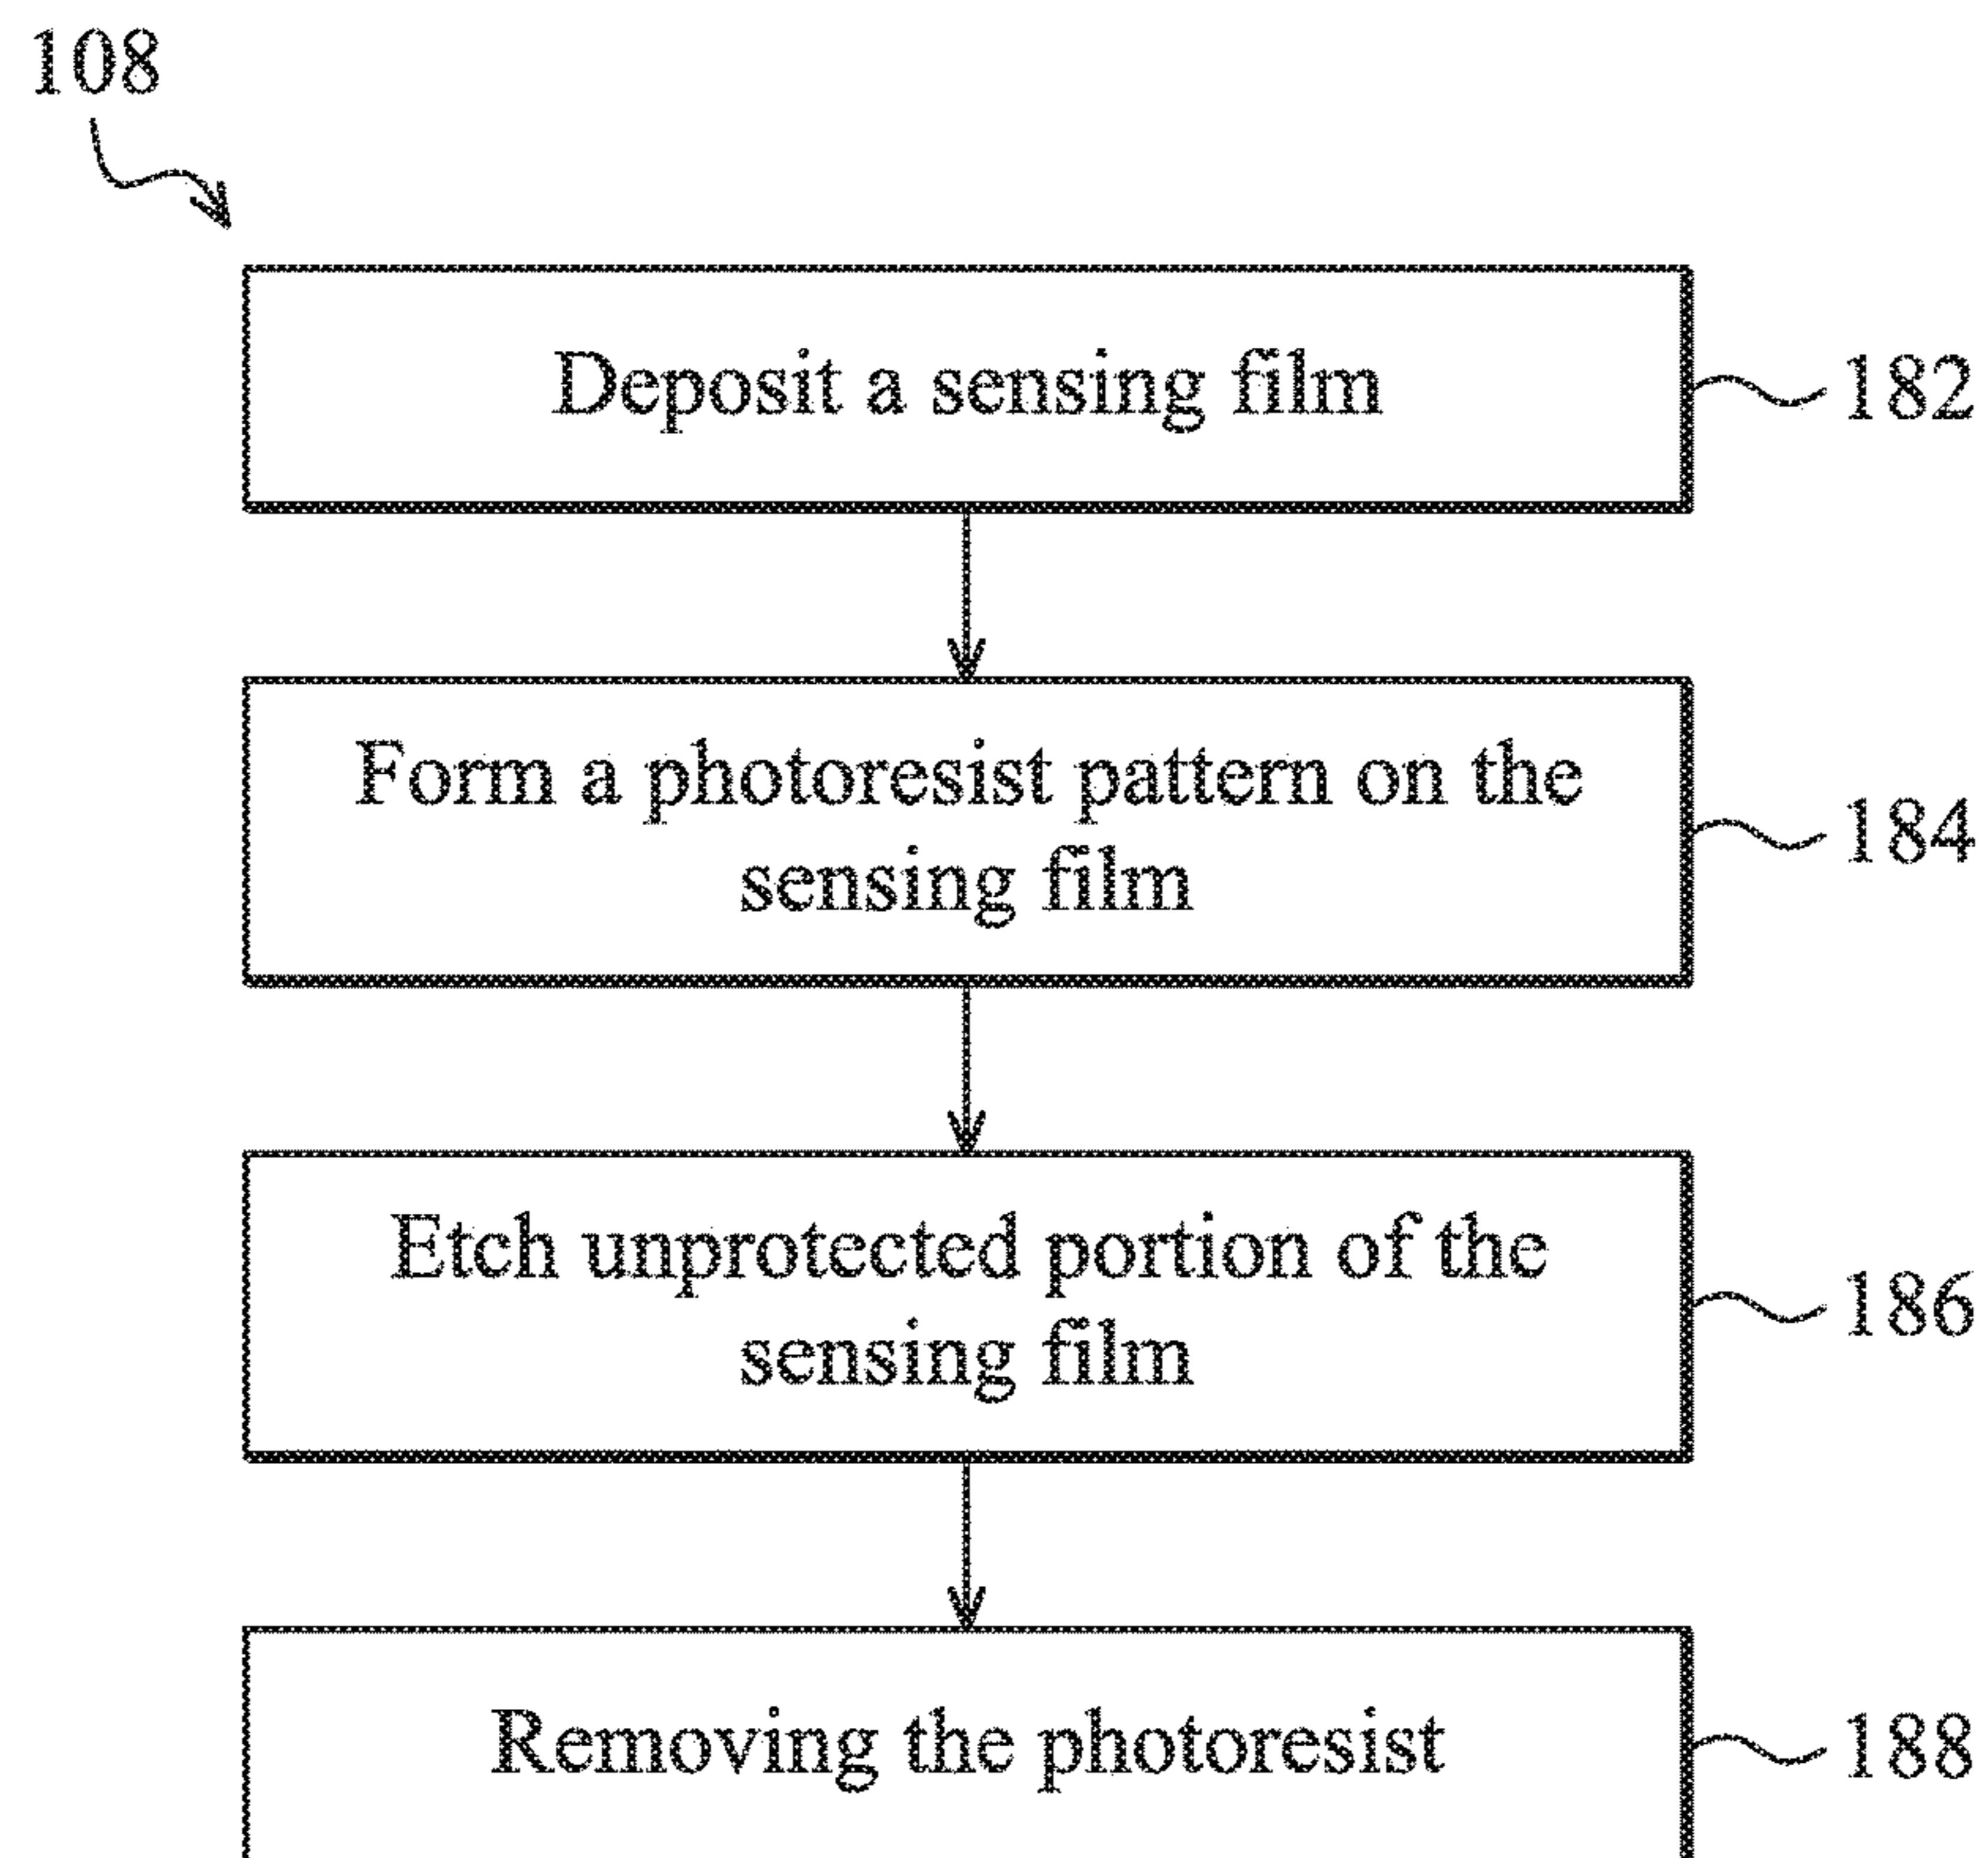 108
Deposit a sensing film
182
Form a photoresist pattern on the
sensing film
184
Etch unprotected portion of the
sensing film
186
Removing the photoresist
188